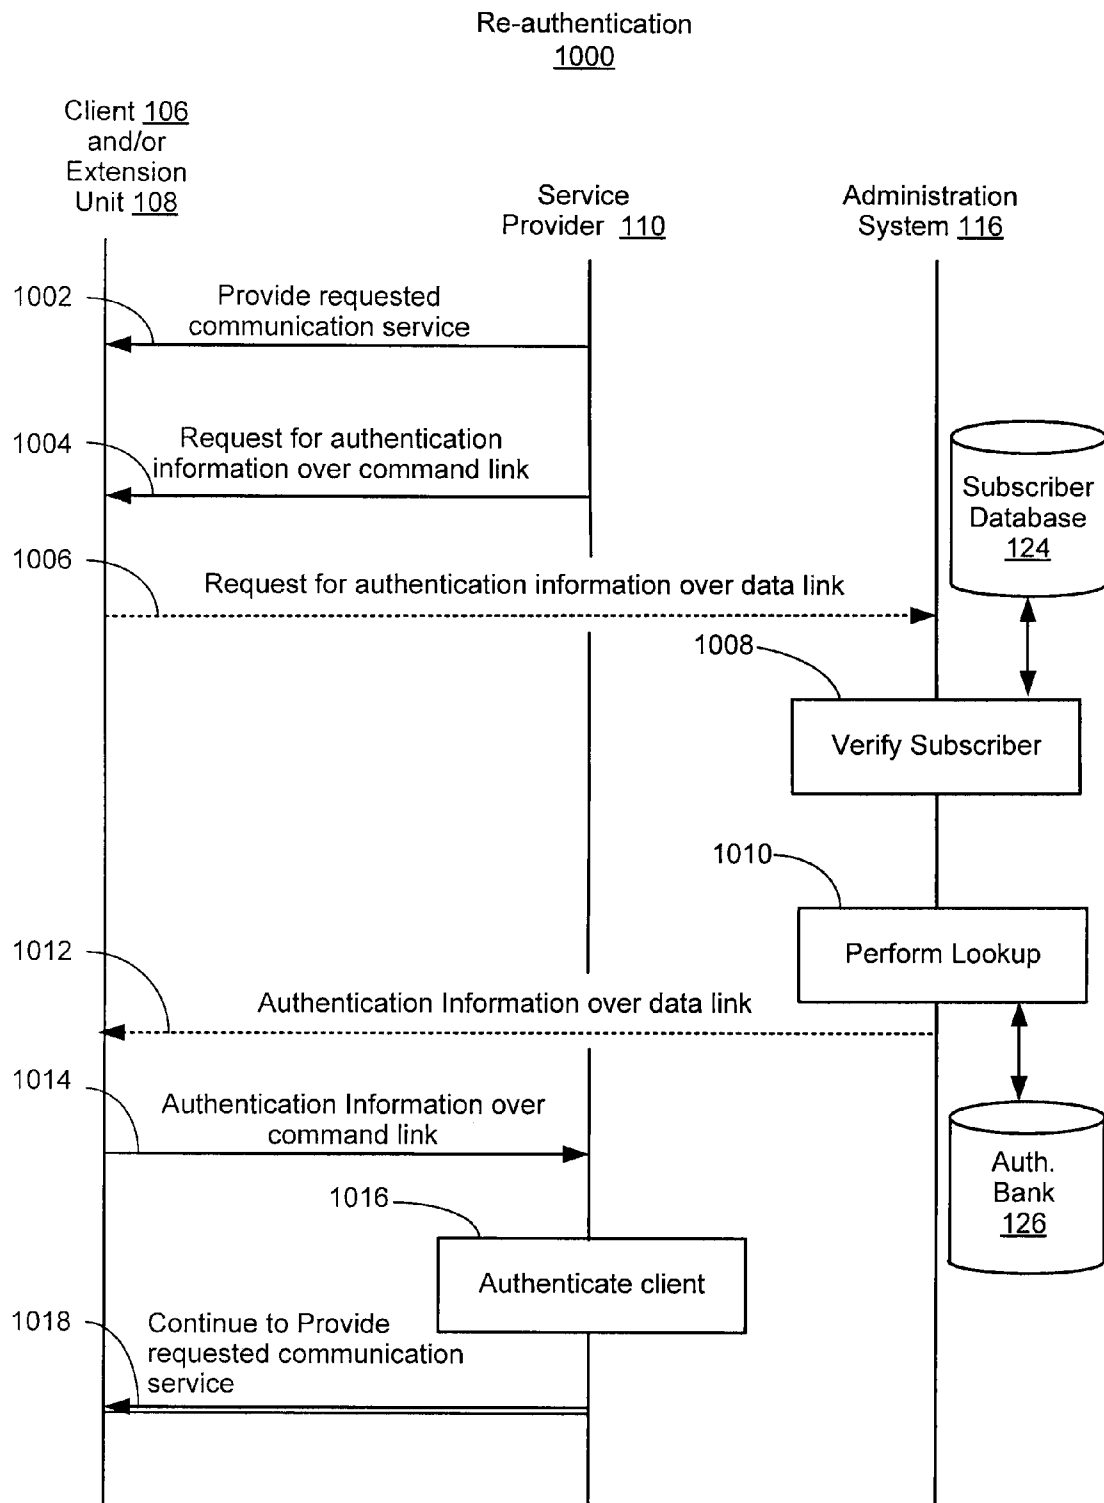 Re-authentication
1000
Client 106
and/or
Extension
Unit 108
Service
Provider 110
Administration
System 116
1002
Provide requested
communication service
1004
Request for authentication
information over command link
Subscriber
Database
124
1006
Request for authentication information over data link
1008
Verify Subscriber
1010
Perform Lookup
1012
Authentication Information over data link
1014
Authentication Information over
command link
Auth.
Bank
126
1016
Authenticate client
1018
Continue to Provide
requested communication
service